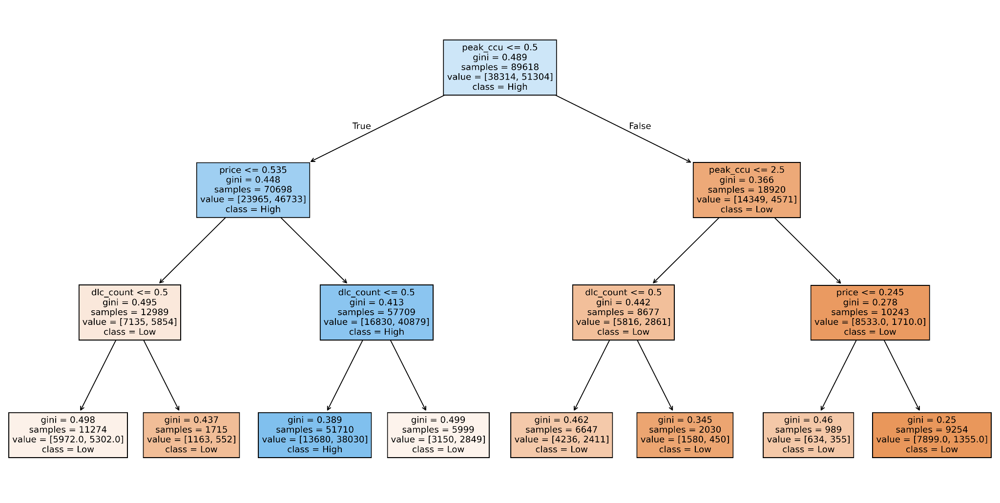 peak_ccu <= 0.5
gini = 0.489
samples = 89618
value = [38314, 51304]
class = High
True
False
price <= 0.535
gini = 0.448
samples = 70698
value = [23965, 46733]
class = High
peak_ccu <= 2.5
gini = 0.366
samples = 18920
value = [14349, 4571]
class = Low
dlc_count <= 0.5
gini = 0.495
samples = 12989
value = [7135, 5854]
class = Low
dlc_count <= 0.5
gini = 0.413
samples = 57709
value = [16830, 40879]
class = High
dlc_count <= 0.5
gini = 0.442
samples = 8677
value = [5816, 2861]
class = Low
price <= 0.245
gini = 0.278
samples = 10243
value = [8533.0, 1710.0]
class = Low
gini = 0.498
samples = 11274
value = [5972.0, 5302.0]
class = Low
gini = 0.437
samples = 1715
value = [1163, 552]
class = Low
gini = 0.389
samples = 51710
value = [13680, 38030]
class = High
gini = 0.499
samples = 5999
value = [3150, 2849]
class = Low
gini = 0.462
samples = 6647
value = [4236, 2411]
class = Low
gini = 0.345
samples = 2030
value = [1580, 450]
class = Low
gini = 0.46
samples = 989
value = [634, 355]
class = Low
gini = 0.25
samples = 9254
value = [7899.0, 1355.0]
class = Low